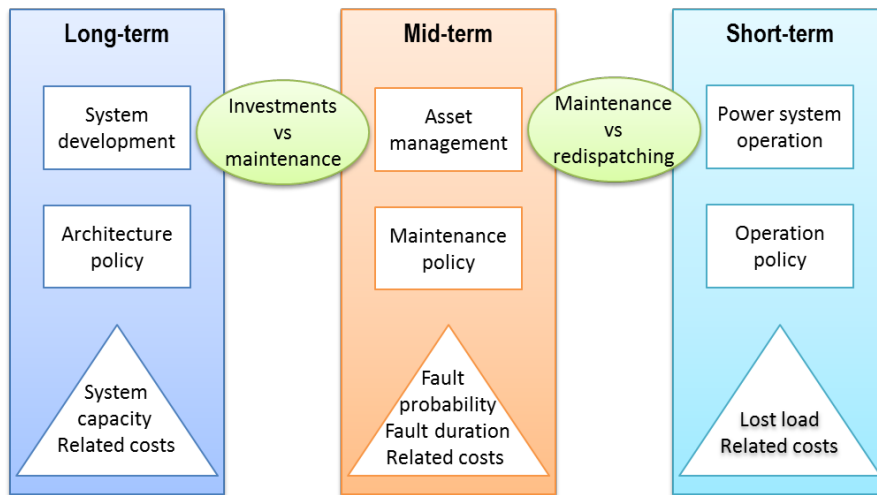 Long-term
System
development
Architecture
policy
System
capacity
Related costs
Investments
vs
maintenance
Mid-term
Asset
management
Maintenance
policy
Fault
probability
Fault duration
Related costs
Maintenance
vs
redispatching
Short-term
Power system
operation
Operation
policy
Lost load
Related costs